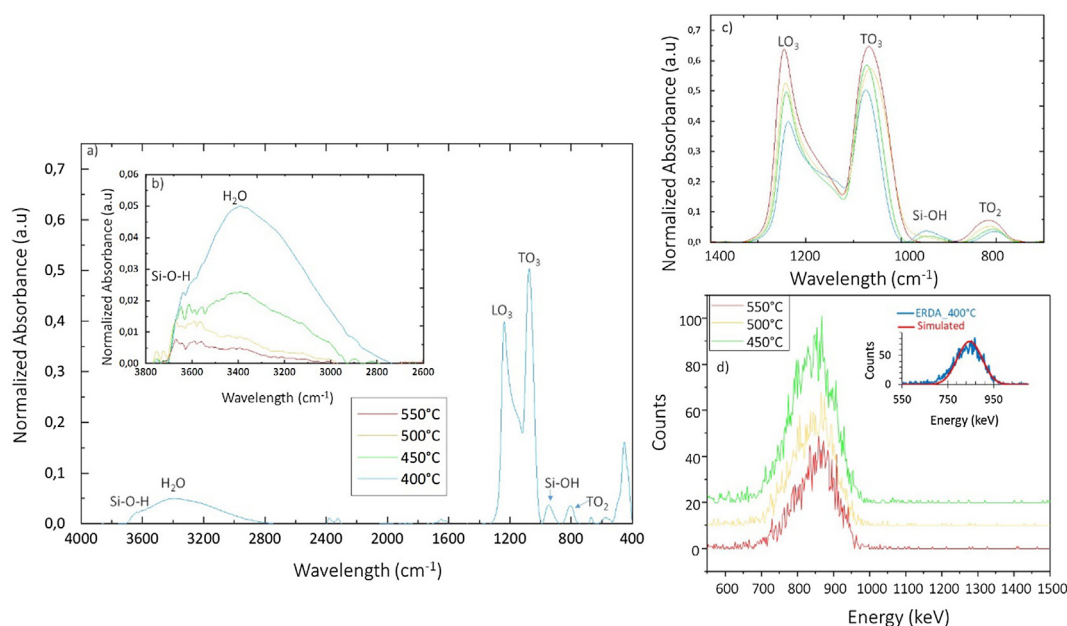 a)
Normalized Absorbance (a.u)
0,7
0,6
0,5
0,4
0,3
0,2
0,1
0,0
4000 3600 3200 2800 2400 2000 1600 1200 800 400
Wavelength (cm-1)
Si-O-H
H2O
LO3
TO3
Si-OH
TO2
550°C
500°C
450°C
400°C
b)
Normalized Absorbance (a.u)
0,06
0,05
0,04
0,03
0,02
0,01
0,00
3800 3600 3400 3200 3000 2800 2600
Wavelength (cm-1)
Si-O-H
H2O
c)
Normalized Absorbance (a.u)
0,7
0,6
0,5
0,4
0,3
0,2
0,1
0,0
1400 1200 1000 800
Wavelength (cm-1)
LO3
TO3
Si-OH
TO2
550°C
500°C
450°C
d)
Counts
100
80
60
40
20
0
600 700 800 900 1000 1100 1200 1300 1400 1500
Energy (keV)
ERDA_400°C
Simulated
Counts
50
0
550 750 950
Energy (keV)